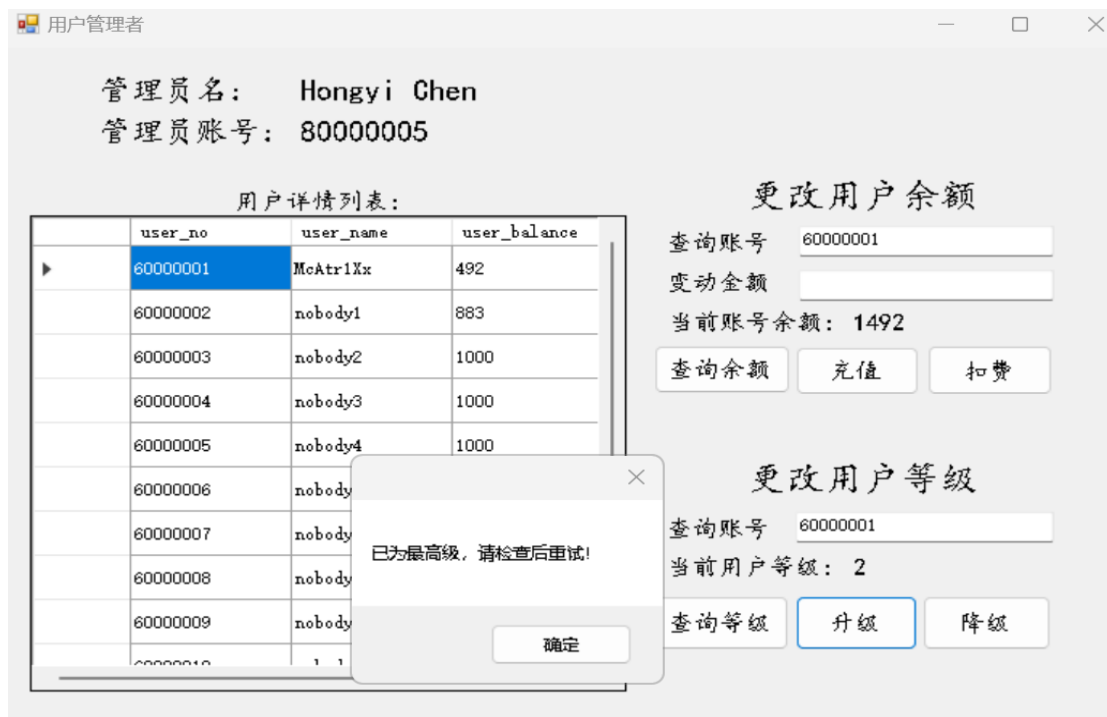 用户管理者
管理员名： Hongyi Chen
管理员账号： 80000005
用户详情列表：
user_no user_name user_balance
60000001 McAtr1Xx 492
60000002 nobody1 883
60000003 nobody2 1000
60000004 nobody3 1000
60000005 nobody4 1000
60000006 nobody
60000007 nobody
60000008 nobody
60000009 nobody
更改用户余额
查询账号 60000001
变动金额
当前账号余额： 1492
查询余额 充值 扣费
更改用户等级
查询账号 60000001
当前用户等级： 2
查询等级 升级 降级
已为最高级，请检查后重试!
确定